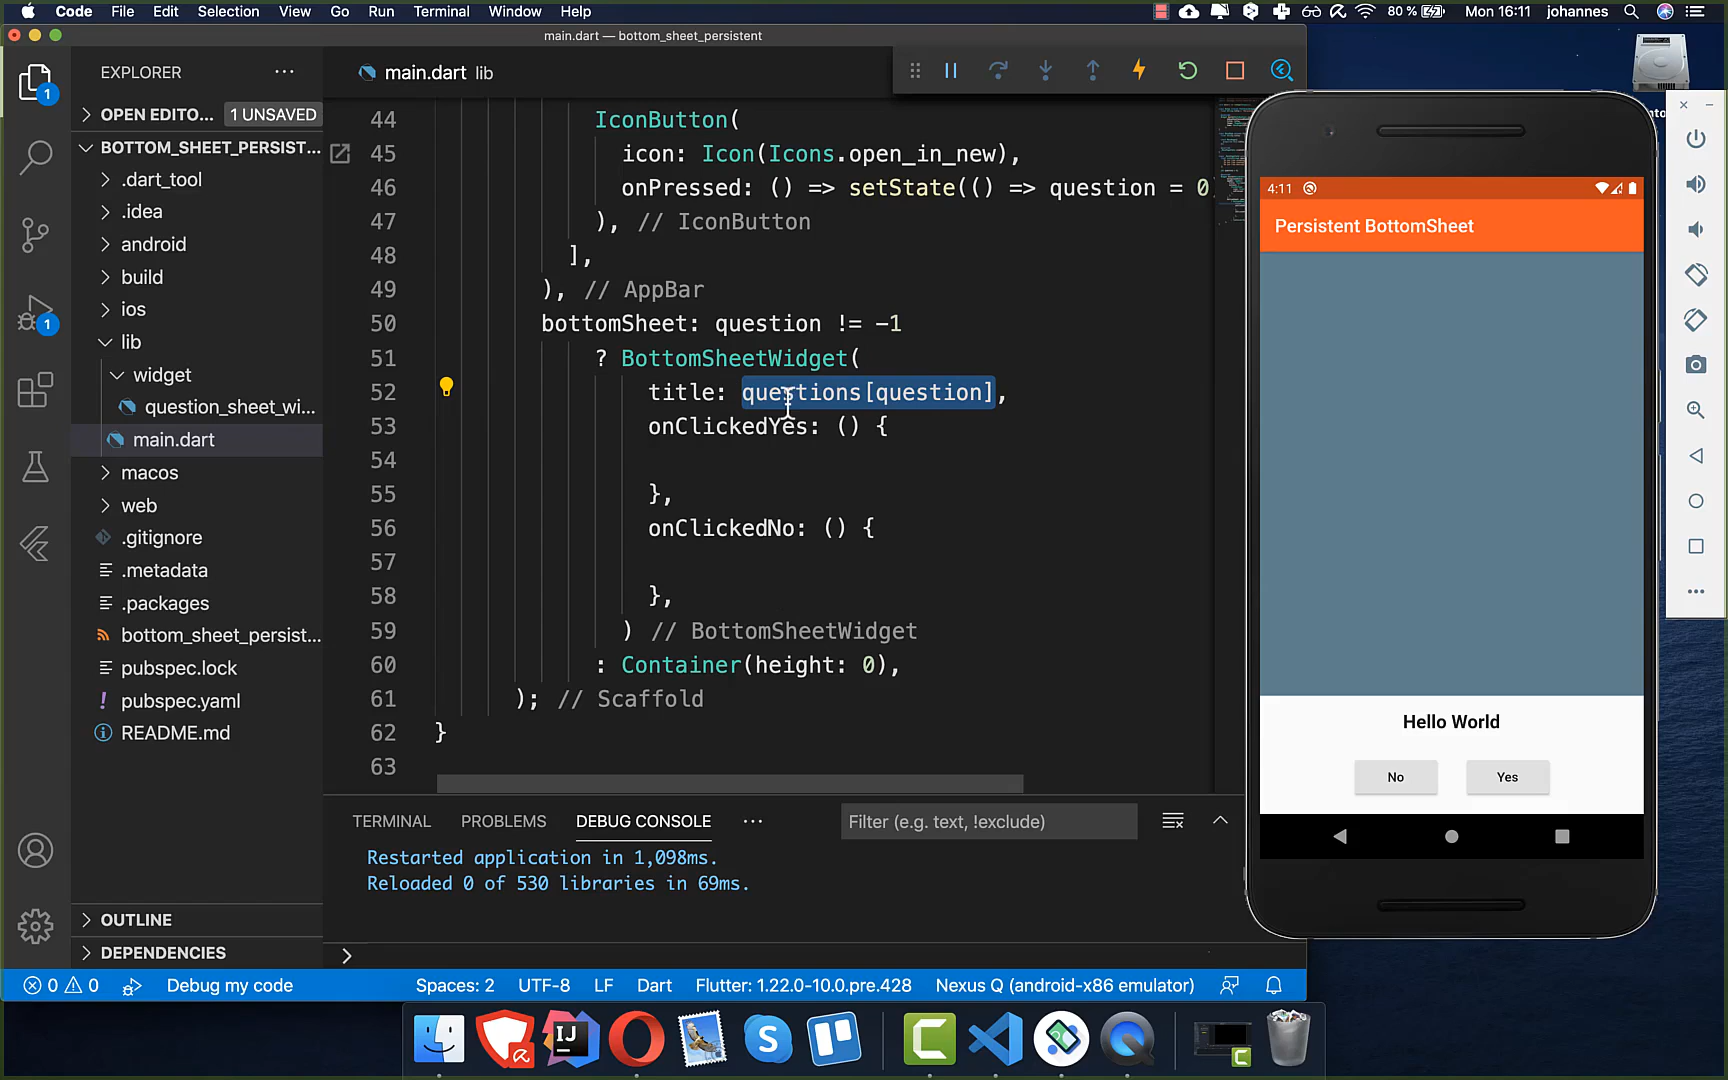 Code File Edit Selection View Go Run Terminal Window Help 80 % Mon 16:11 johannes
main.dart — bottom_sheet_persistent
EXPLORER
main.dart lib
OPEN EDITO... 1 UNSAVED
BOTTOM_SHEET_PERSIST...
.dart_tool
.idea
android
build
ios
lib
widget
question_sheet_wi...
main.dart
macos
web
.gitignore
.metadata
.packages
bottom_sheet_persist...
pubspec.lock
pubspec.yaml
README.md
OUTLINE
DEPENDENCIES
1
1
44 IconButton(
45 icon: Icon(Icons.open_in_new),
46 onPressed: () => setState(() => question = 0
47 ), // IconButton
48 ],
49 ), // AppBar
50 bottomSheet: question != -1
51 ? BottomSheetWidget(
52 title: questions[question],
53 onClickedYes: () {
54
55 },
56 onClickedNo: () {
57
58 },
59 ) // BottomSheetWidget
60 : Container(height: 0),
61 ); // Scaffold
62 }
63
TERMINAL PROBLEMS DEBUG CONSOLE ... Filter (e.g. text, !exclude)
Restarted application in 1,098ms.
Reloaded 0 of 530 libraries in 69ms.
0 0 Debug my code Spaces: 2 UTF-8 LF Dart Flutter: 1.22.0-10.0.pre.428 Nexus Q (android-x86 emulator)
4:11
Persistent BottomSheet
Hello World
No Yes
IJ